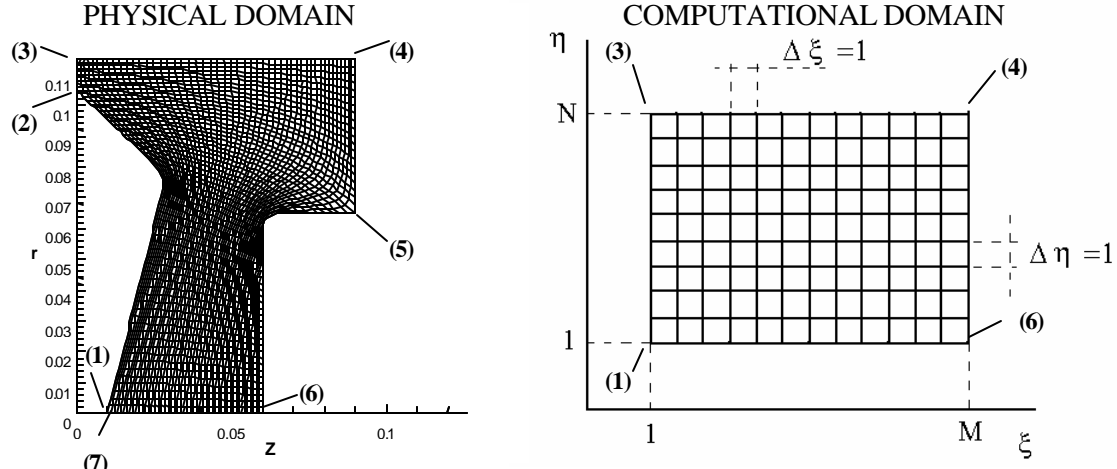 PHYSICAL DOMAIN
(3)
(4)
0.11
(2)
0.1
0.09
0.08
0.07
0.06
(5)
r
0.05
0.04
0.03
0.02
(1)
0.01
(6)
0
0
0.05
0.1
Z
(7)
COMPUTATIONAL DOMAIN
η
(3)
Δ ξ =1
(4)
N
Δ η =1
(6)
1
(1)
1
M
ξ